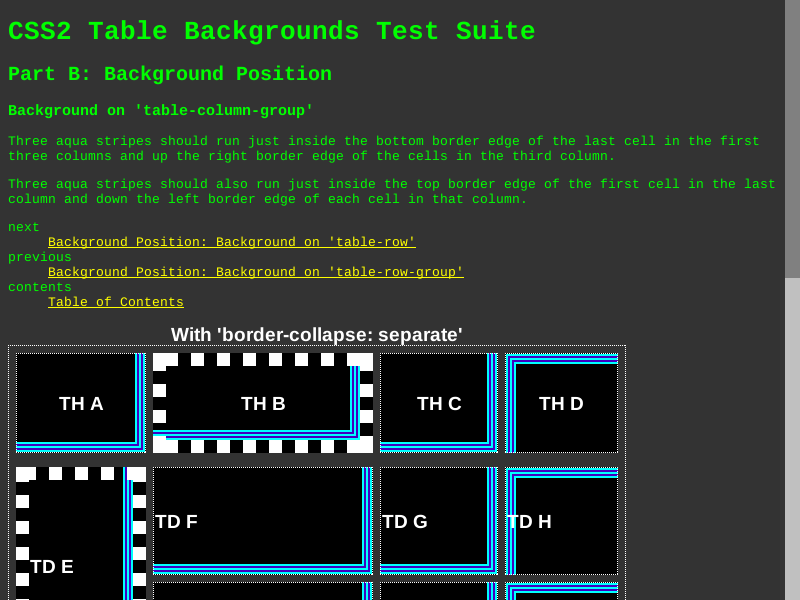 CSS2 Table Backgrounds Test Suite
Part B: Background Position
Background on 'table-column-group'
Three aqua stripes should run just inside the bottom border edge of the last cell in the first
three columns and up the right border edge of the cells in the third column.
Three aqua stripes should also run just inside the top border edge of the first cell in the last
column and down the left border edge of each cell in that column.
next
Background Position: Background on 'table-row'
previous
Background Position: Background on 'table-row-group'
contents
Table of Contents
With 'border-collapse: separate'
TH A TH B TH C TH D
TD F TD G TD H
TD E